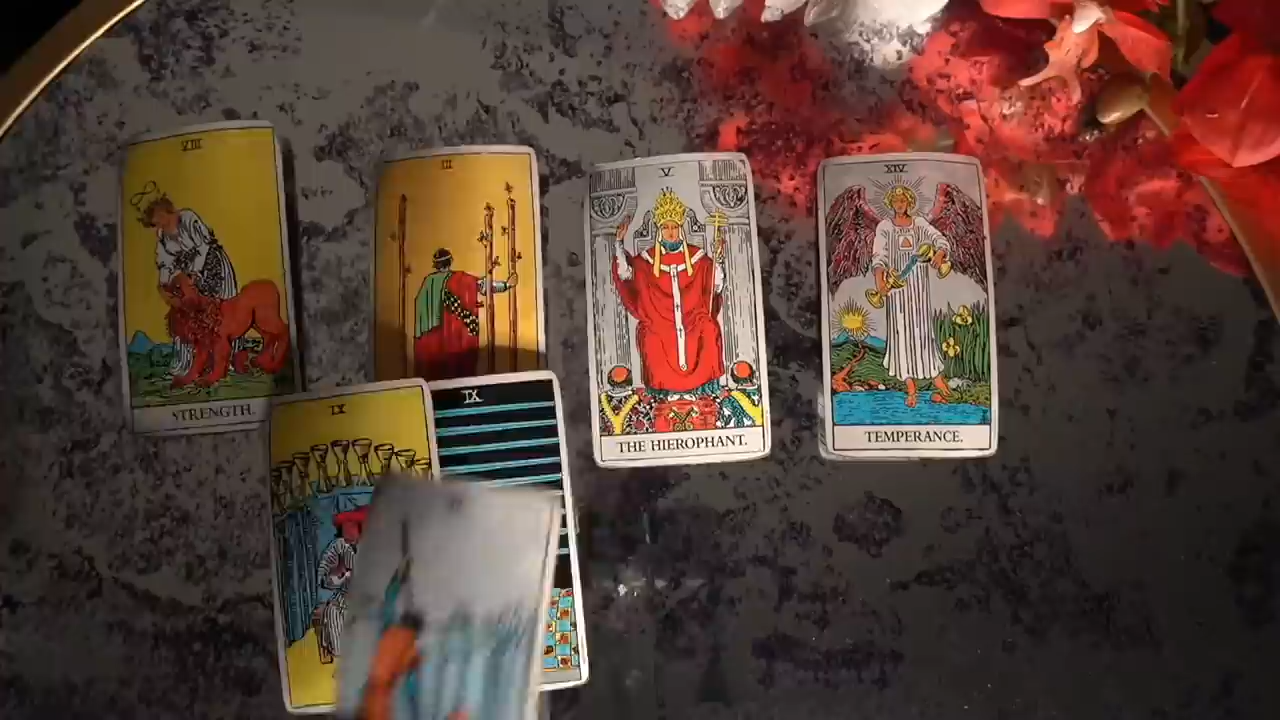 VIII
III
V
XIV
STRENGTH.
THE HIEROPHANT.
TEMPERANCE.
IX
IX